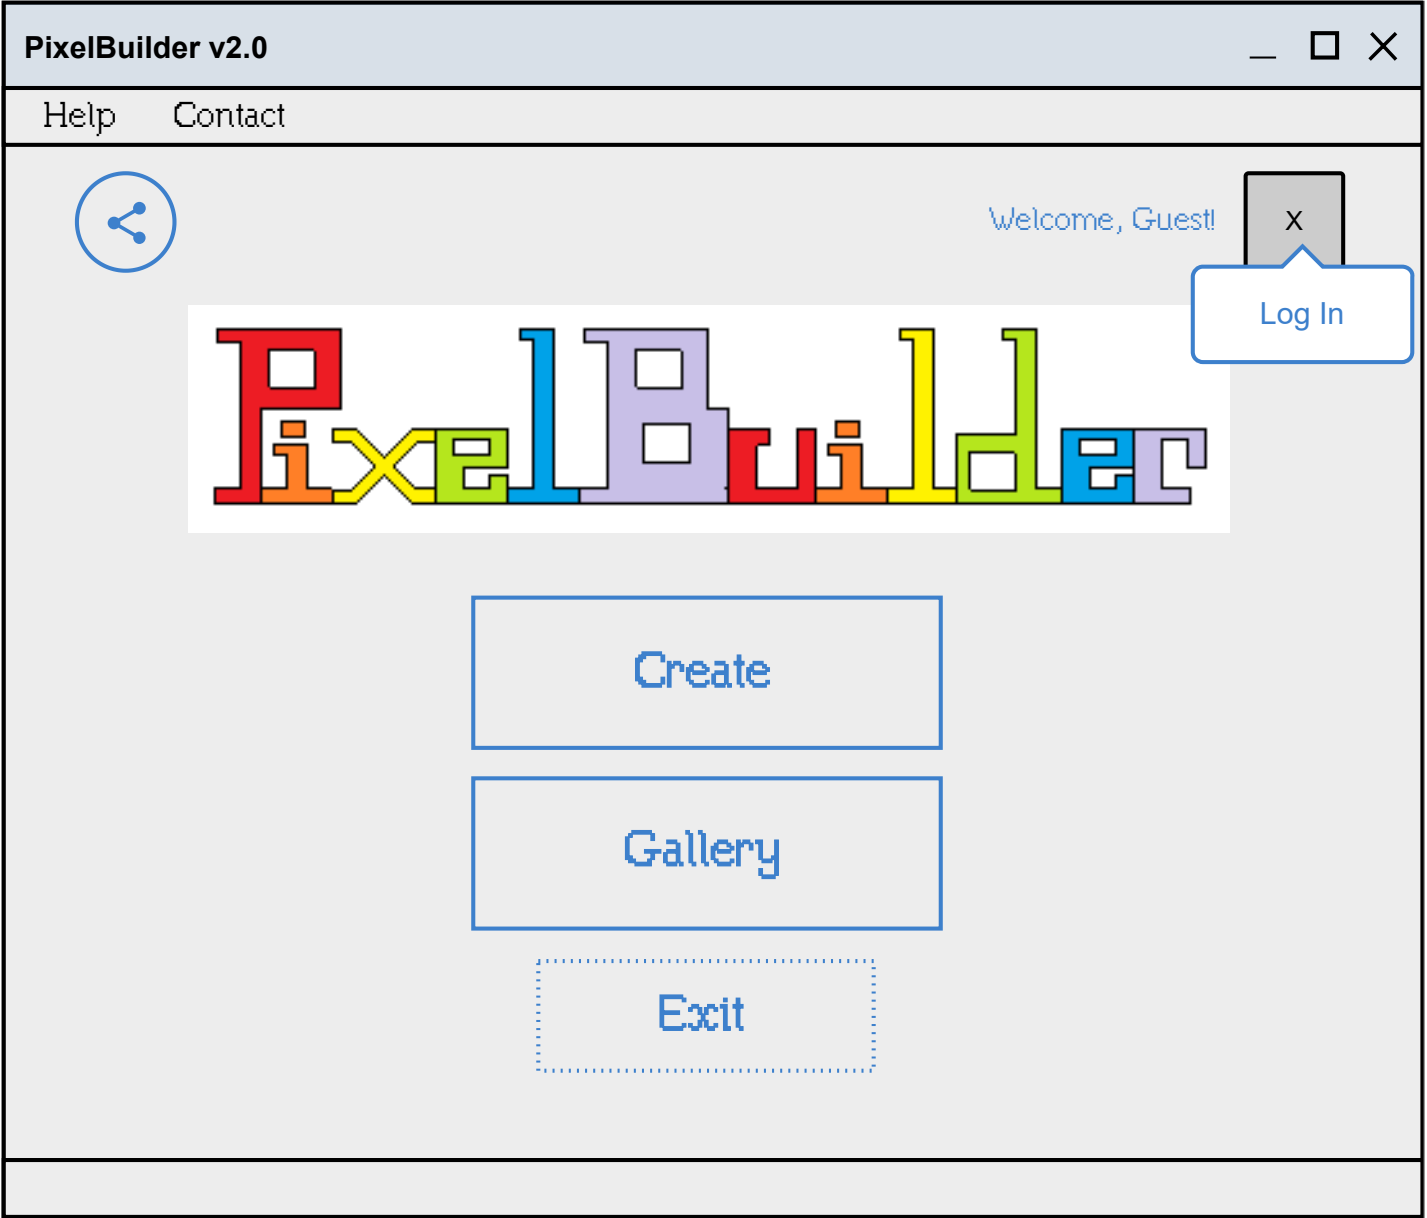 PixelBuilder v2.0
Help Contact
Welcome, Guest!
X
Log In
PixelBuilder
Create
Gallery
Exit